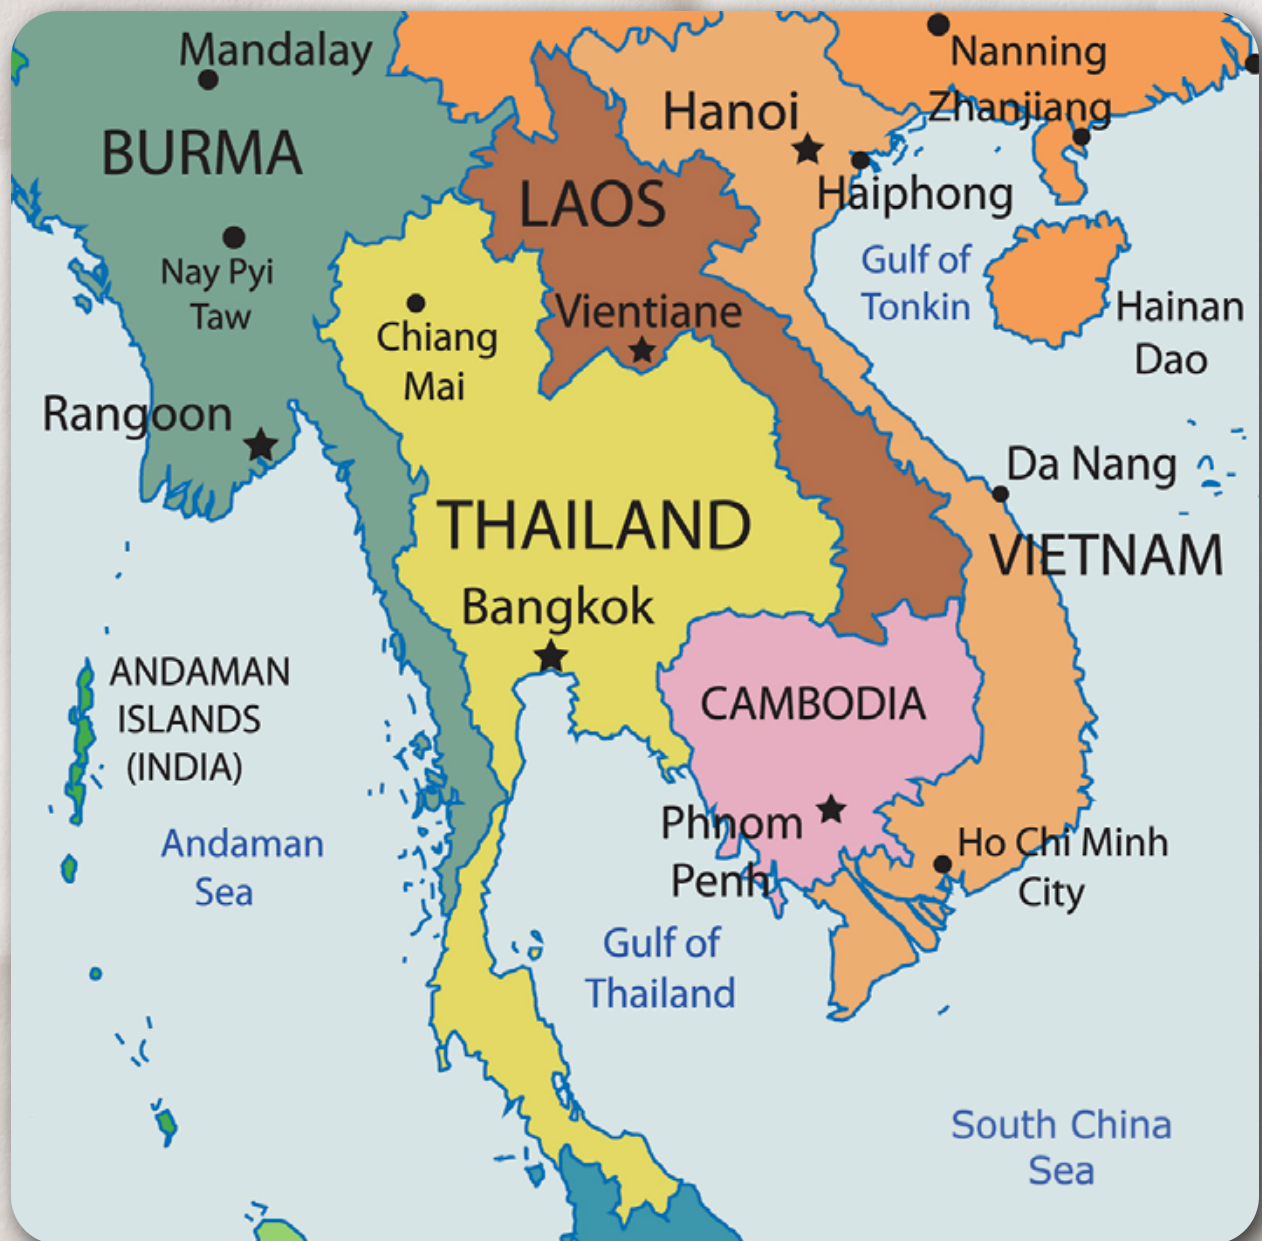 Mandalay
Nanning
Zhanjiang
Hanoi
BURMA
LAOS
Haiphong
Nay Pyi
Taw
Gulf of
Tonkin
Hainan
Dao
Vientiane
Chiang
Mai
Rangoon
Da Nang
THAILAND
VIETNAM
Bangkok
ANDAMAN
ISLANDS
(INDIA)
CAMBODIA
Phnom
Penh
Ho Chi Minh
City
Andaman
Sea
Gulf of
Thailand
South China
Sea